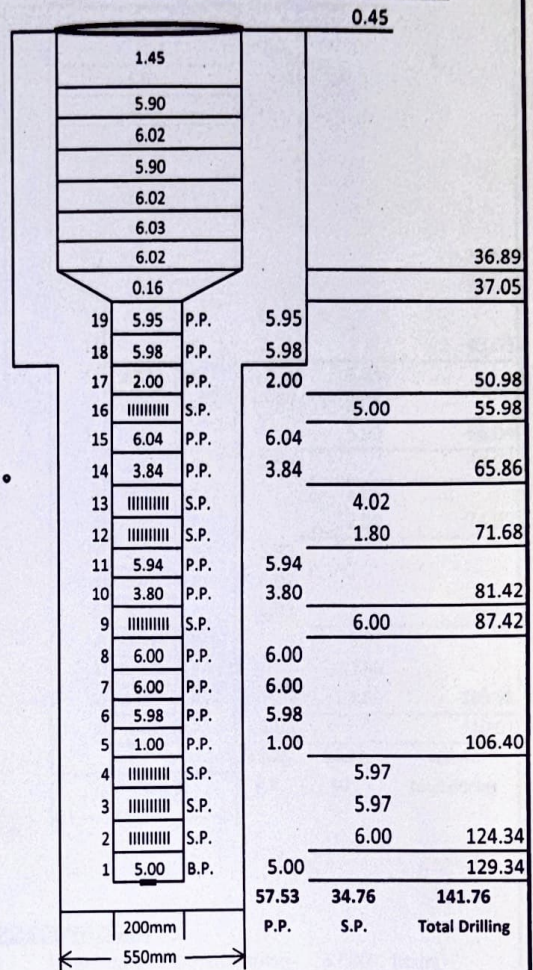 0.45
1.45
5.90
6.02
5.90
6.02
6.03
6.02 36.89
0.16 37.05
19 5.95 P.P. 5.95
18 5.98 P.P. 5.98
17 2.00 P.P. 2.00 50.98
16 S.P. 5.00 55.98
15 6.04 P.P. 6.04
14 3.84 P.P. 3.84 65.86
13 S.P. 4.02
12 S.P. 1.80 71.68
11 5.94 P.P. 5.94
10 3.80 P.P. 3.80 81.42
9 S.P. 6.00 87.42
8 6.00 P.P. 6.00
7 6.00 P.P. 6.00
6 5.98 P.P. 5.98
5 1.00 P.P. 1.00 106.40
4 S.P. 5.97
3 S.P. 5.97
2 S.P. 6.00 124.34
1 5.00 B.P. 5.00 129.34
57.53 34.76 141.76
200mm P.P. S.P. Total Drilling
550mm